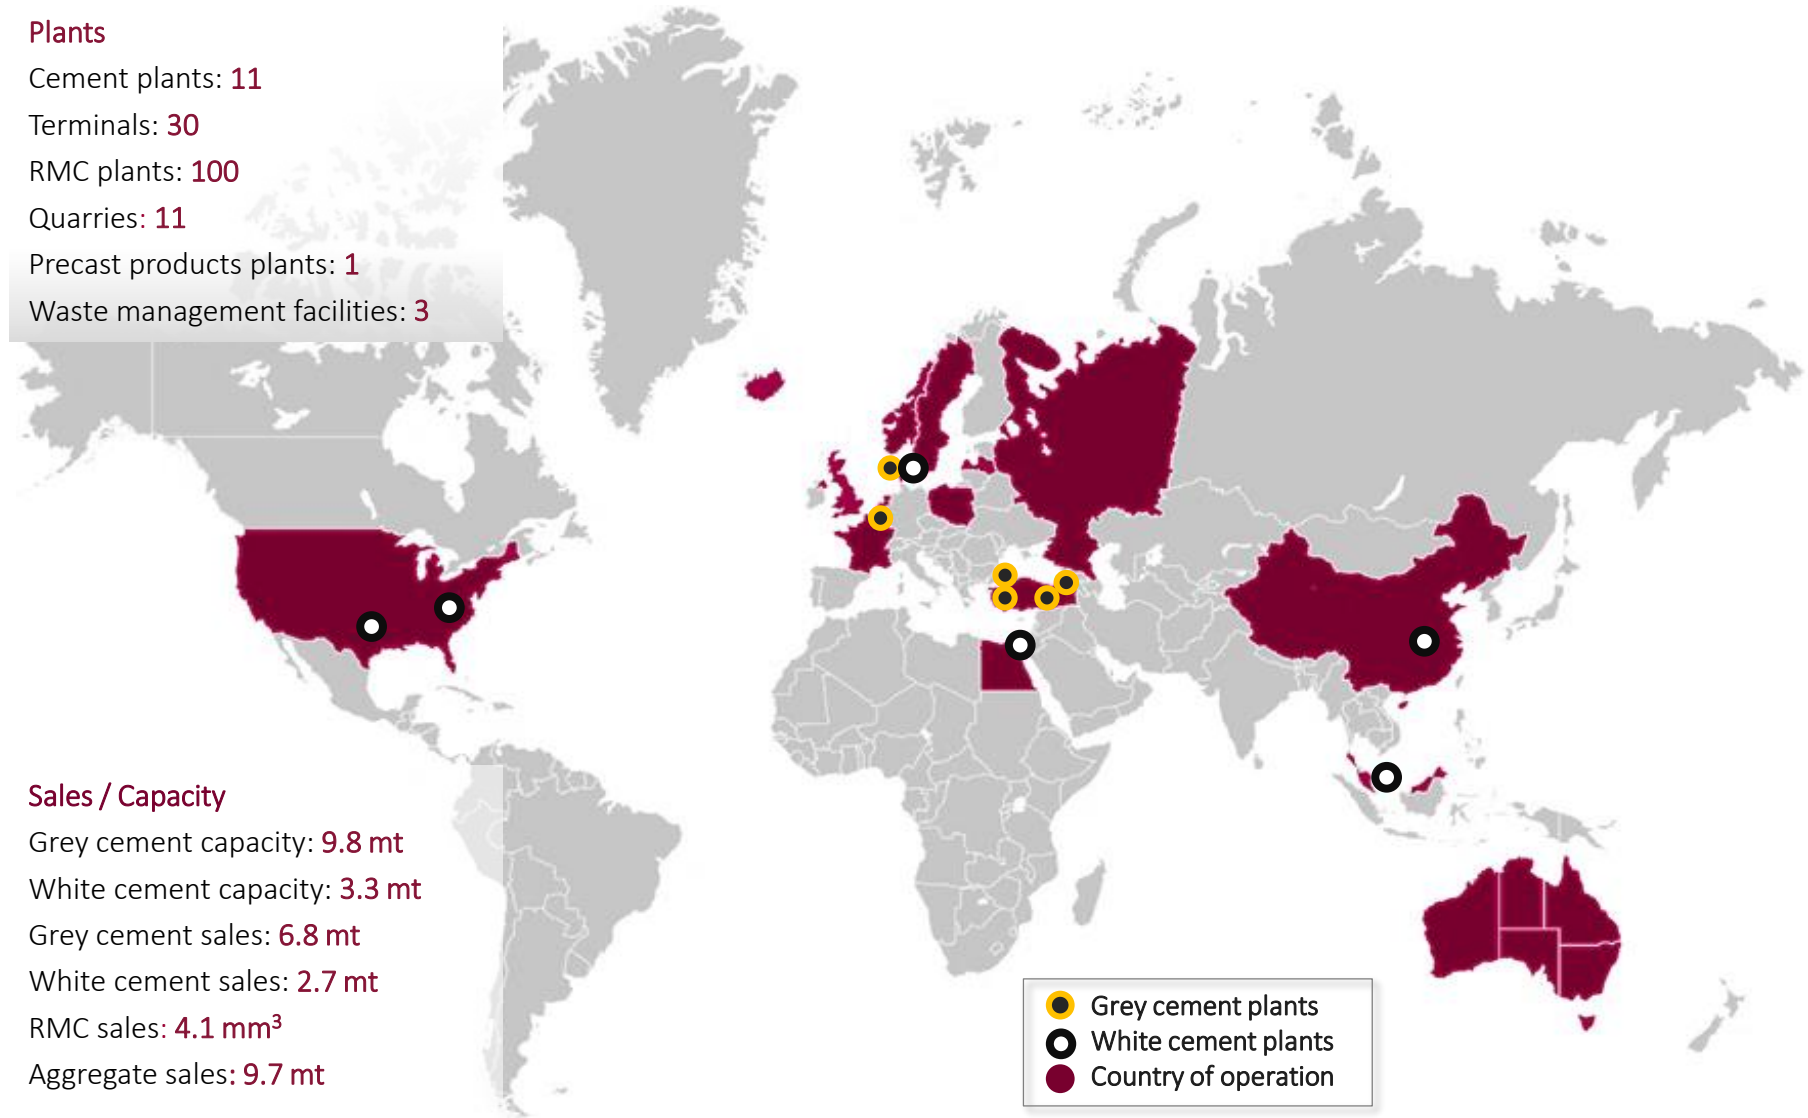 Plants
Cement plants: 11
Terminals: 30
RMC plants: 100
Quarries: 11
Precast products plants: 1
Waste management facilities: 3
Sales / Capacity
Grey cement capacity: 9.8 mt
White cement capacity: 3.3 mt
Grey cement sales: 6.8 mt
White cement sales: 2.7 mt
RMC sales: 4.1 mm³
Aggregate sales: 9.7 mt
Grey cement plants
White cement plants
Country of operation